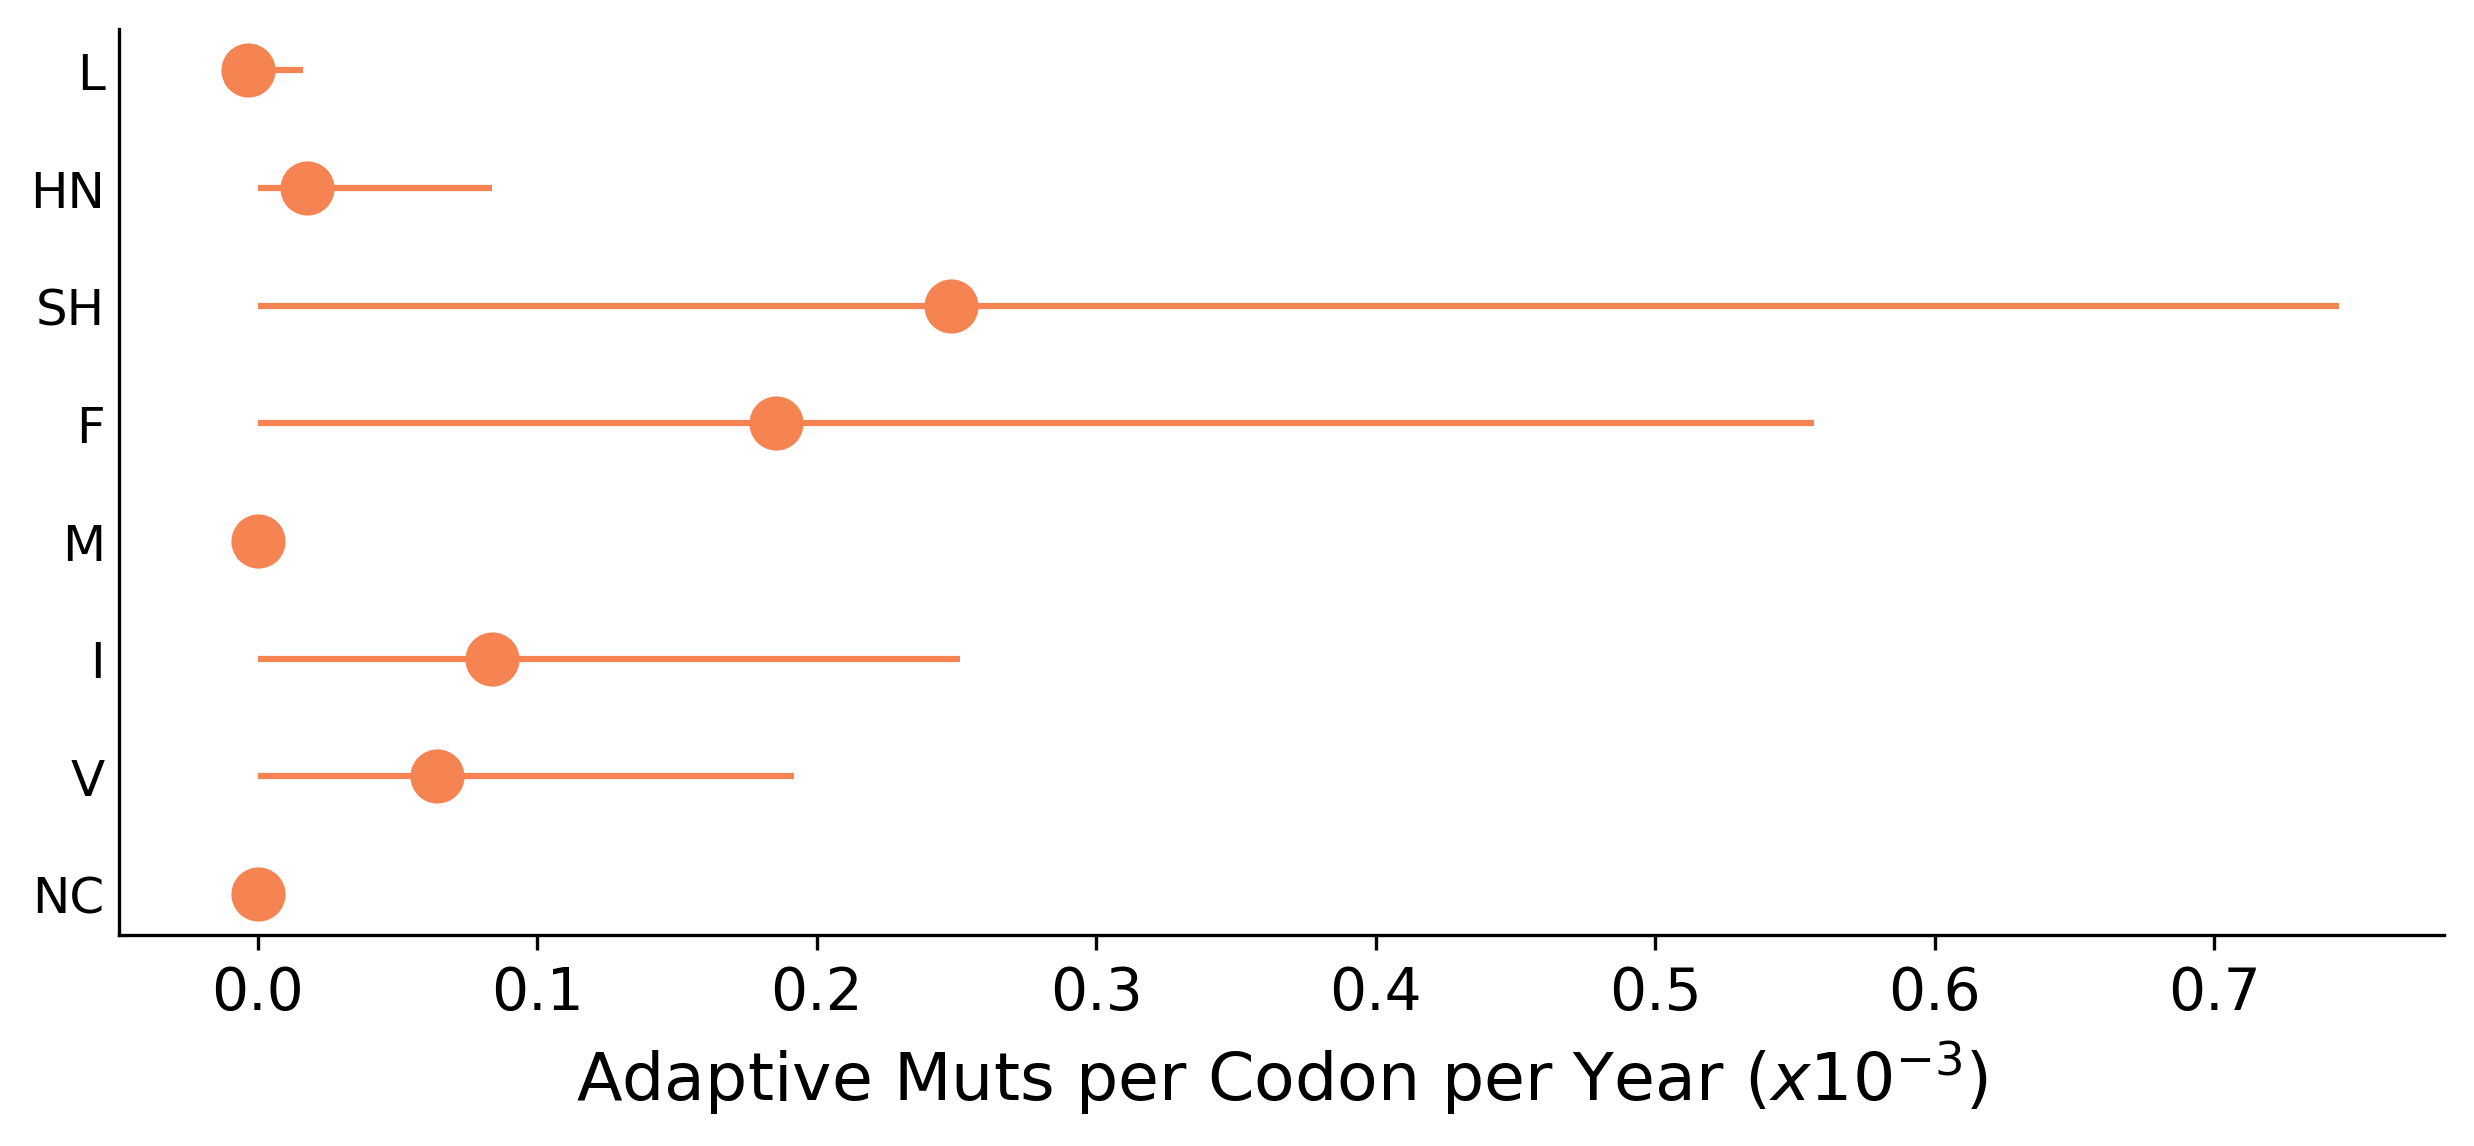 L
HN
SH
F
M
I
V
NC
0.0 0.1 0.2 0.3 0.4 0.5 0.6 0.7
Adaptive Muts per Codon per Year (x10⁻³)